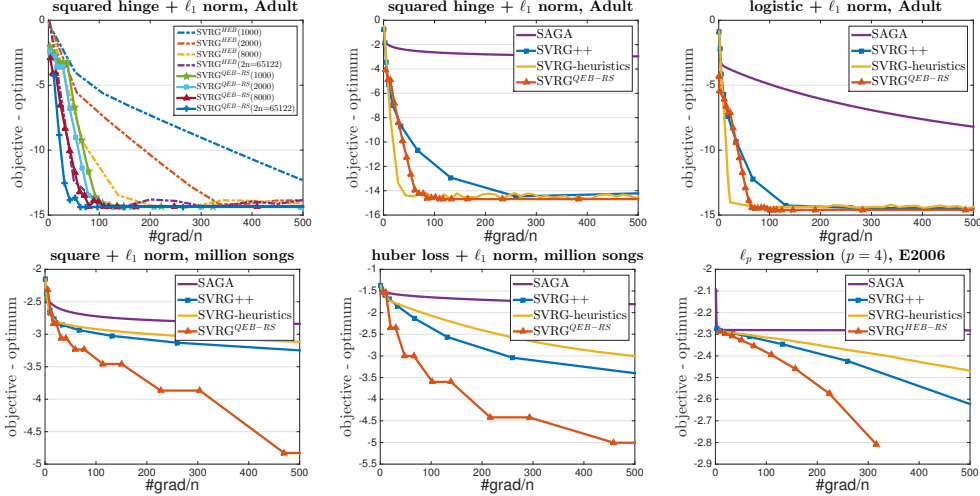 squared hinge + ℓ₁ norm, Adult
objective - optimum
0
-5
-10
-15
0 100 200 300 400 500
#grad/n
SVRG^{HEB}(1000)
SVRG^{HEB}(2000)
SVRG^{HEB}(8000)
SVRG^{HEB}(2n=65122)
SVRG^{QEB-RS}(1000)
SVRG^{QEB-RS}(2000)
SVRG^{QEB-RS}(8000)
SVRG^{QEB-RS}(2n=65122)
squared hinge + ℓ₁ norm, Adult
objective - optimum
0
-2
-4
-6
-8
-10
-12
-14
-16
0 100 200 300 400 500
#grad/n
SAGA
SVRG++
SVRG-heuristics
SVRG^{QEB-RS}
logistic + ℓ₁ norm, Adult
objective - optimum
0
-5
-10
-15
0 100 200 300 400 500
#grad/n
SAGA
SVRG++
SVRG-heuristics
SVRG^{QEB-RS}
square + ℓ₁ norm, million songs
objective - optimum
-2
-2.5
-3
-3.5
-4
-4.5
-5
0 100 200 300 400 500
#grad/n
SAGA
SVRG++
SVRG-heuristics
SVRG^{QEB-RS}
huber loss + ℓ₁ norm, million songs
objective - optimum
-1
-1.5
-2
-2.5
-3
-3.5
-4
-4.5
-5
-5.5
0 100 200 300 400 500
#grad/n
SAGA
SVRG++
SVRG-heuristics
SVRG^{QEB-RS}
ℓₚ regression (p = 4), E2006
objective - optimum
-2
-2.1
-2.2
-2.3
-2.4
-2.5
-2.6
-2.7
-2.8
-2.9
0 100 200 300 400 500
#grad/n
SAGA
SVRG++
SVRG-heuristics
SVRG^{HEB-RS}